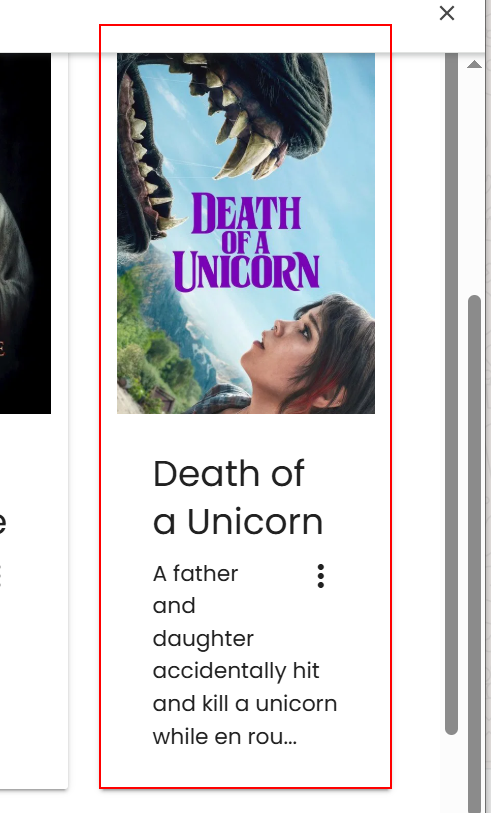 DEATH
OF A
UNICORN
E
e
Death of
a Unicorn
A father
and
daughter
accidentally hit
and kill a unicorn
while en rou...